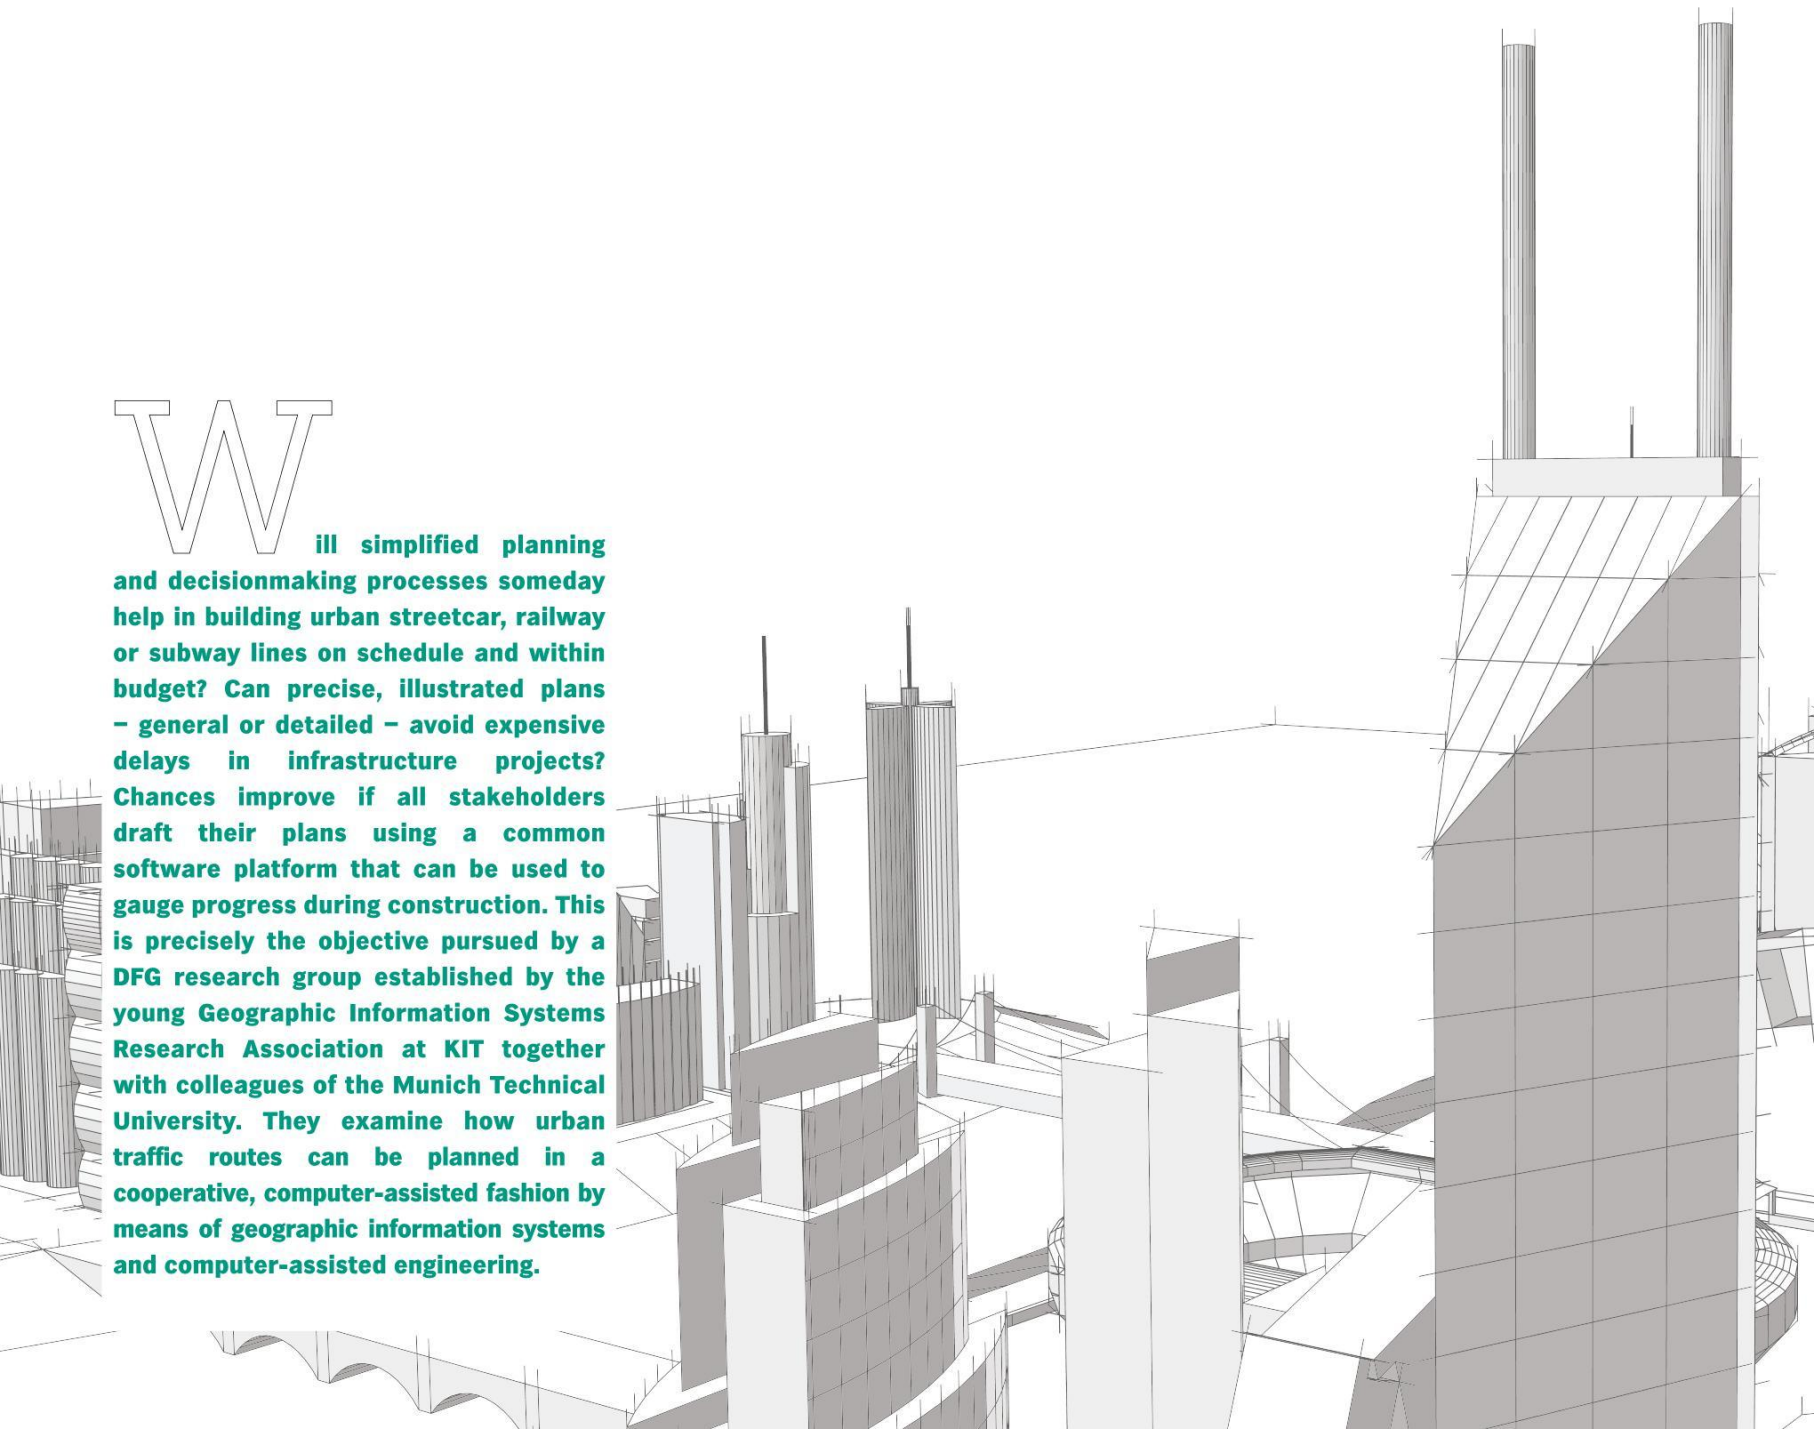 Will simplified planning
and decisionmaking processes someday
help in building urban streetcar, railway
or subway lines on schedule and within
budget? Can precise, illustrated plans
– general or detailed – avoid expensive
delays in infrastructure projects?
Chances improve if all stakeholders
draft their plans using a common
software platform that can be used to
gauge progress during construction. This
is precisely the objective pursued by a
DFG research group established by the
young Geographic Information Systems
Research Association at KIT together
with colleagues of the Munich Technical
University. They examine how urban
traffic routes can be planned in a
cooperative, computer-assisted fashion by
means of geographic information systems
and computer-assisted engineering.